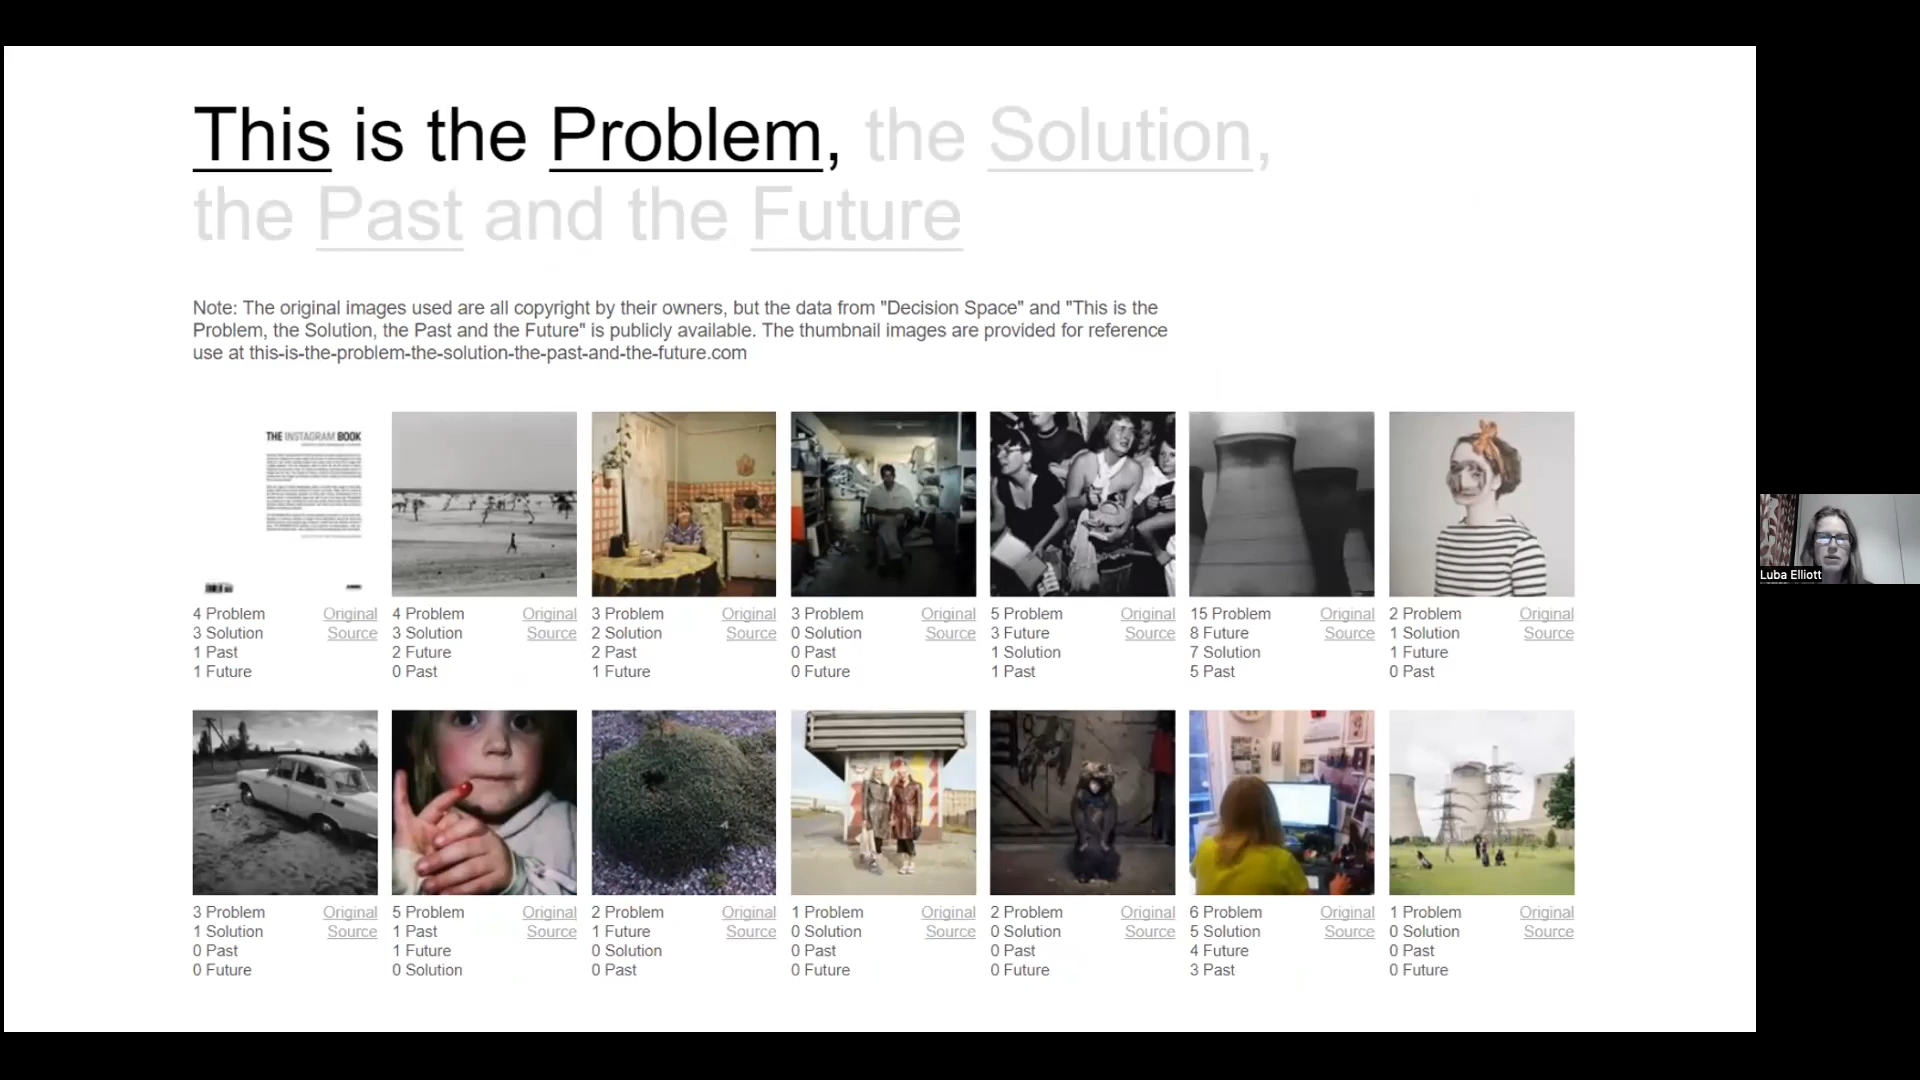 This is the Problem, the Solution,
the Past and the Future
Note: The original images used are all copyright by their owners, but the data from "Decision Space" and "This is the
Problem, the Solution, the Past and the Future" is publicly available. The thumbnail images are provided for reference
use at this-is-the-problem-the-solution-the-past-and-the-future.com
THE INSTAGRAM BOOK
4 Problem
3 Solution
1 Past
1 Future
Original
Source
4 Problem
3 Solution
2 Future
0 Past
Original
Source
3 Problem
2 Solution
2 Past
1 Future
Original
Source
3 Problem
0 Solution
0 Past
0 Future
Original
Source
5 Problem
3 Future
1 Solution
1 Past
Original
Source
15 Problem
8 Future
7 Solution
5 Past
Original
Source
2 Problem
1 Solution
1 Future
0 Past
Original
Source
3 Problem
1 Solution
0 Past
0 Future
Original
Source
5 Problem
1 Past
1 Future
0 Solution
Original
Source
2 Problem
1 Future
0 Solution
0 Past
Original
Source
1 Problem
0 Solution
0 Past
0 Future
Original
Source
2 Problem
0 Solution
0 Past
0 Future
Original
Source
6 Problem
5 Solution
4 Future
3 Past
Original
Source
1 Problem
0 Solution
0 Past
0 Future
Original
Source
Luba Elliott